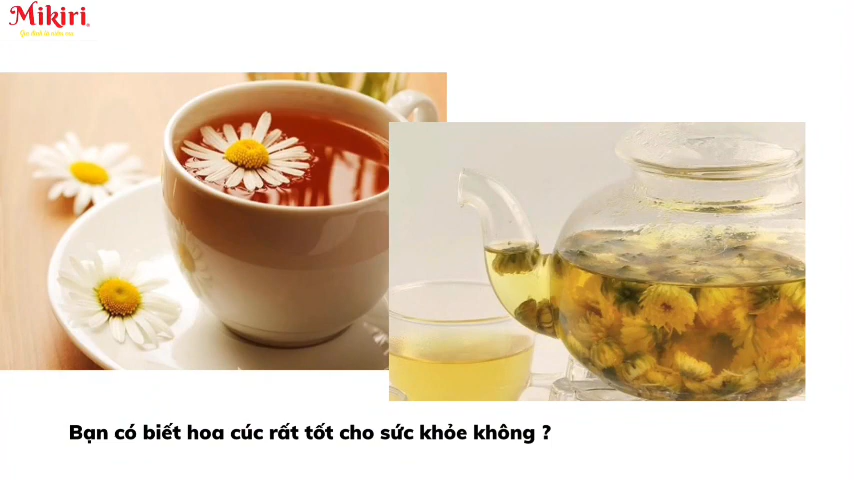 Mikiri
Bạn có biết hoa cúc rất tốt cho sức khỏe không ?